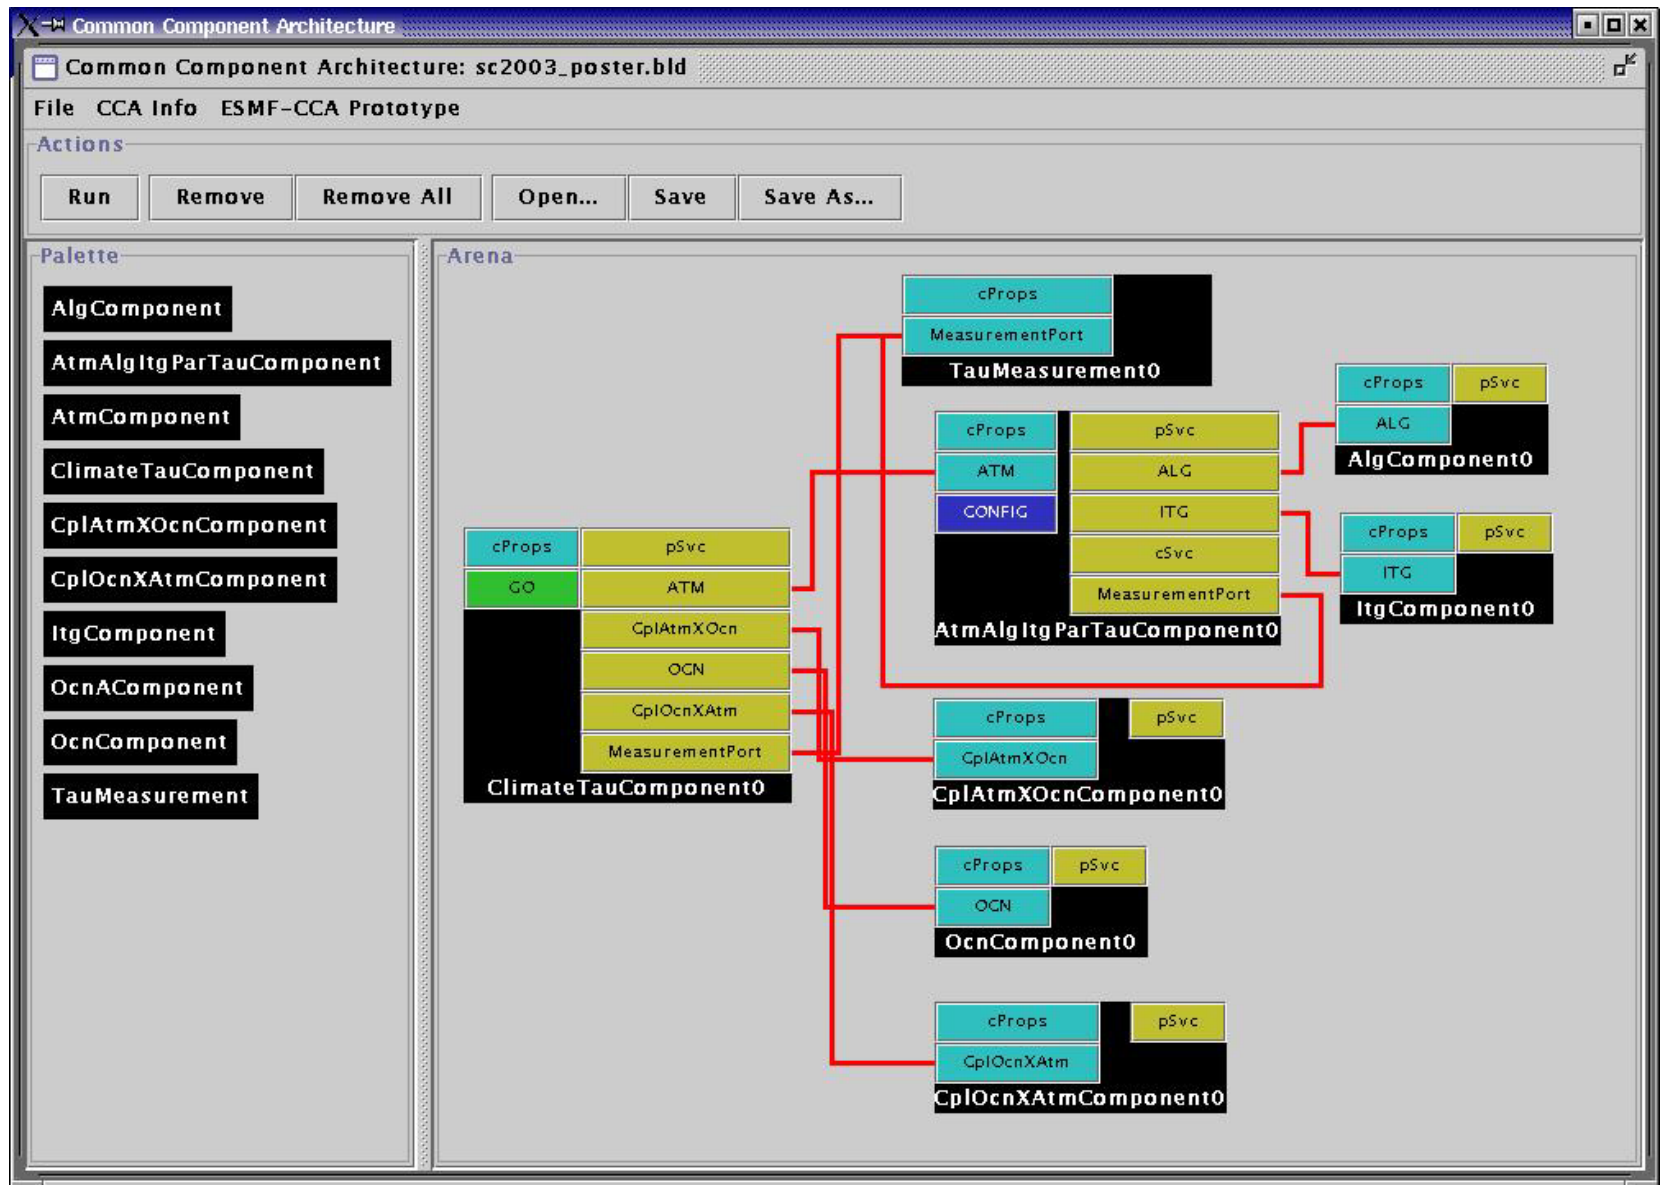 Common Component Architecture
Common Component Architecture: sc2003_poster.bld
File CCA Info ESMF-CCA Prototype
Actions
Run Remove Remove All Open... Save Save As...
Palette
AlgComponent
AtmAlgItgParTauComponent
AtmComponent
ClimateTauComponent
CplAtmXOcnComponent
CplOcnXAtmComponent
ItgComponent
OcnAComponent
OcnComponent
TauMeasurement
Arena
cProps
MeasurementPort
TauMeasurement0
cProps pSvc
ATM ALG
CONFIG ITG
cSvc
MeasurementPort
AtmAlgItgParTauComponent0
cProps pSvc
ALG
AlgComponent0
cProps pSvc
ITG
ItgComponent0
cProps pSvc
GO ATM
CplAtmXOcn
OCN
CplOcnXAtm
MeasurementPort
ClimateTauComponent0
cProps pSvc
CplAtmXOcn
CplAtmXOcnComponent0
cProps pSvc
OCN
OcnComponent0
cProps pSvc
CplOcnXAtm
CplOcnXAtmComponent0